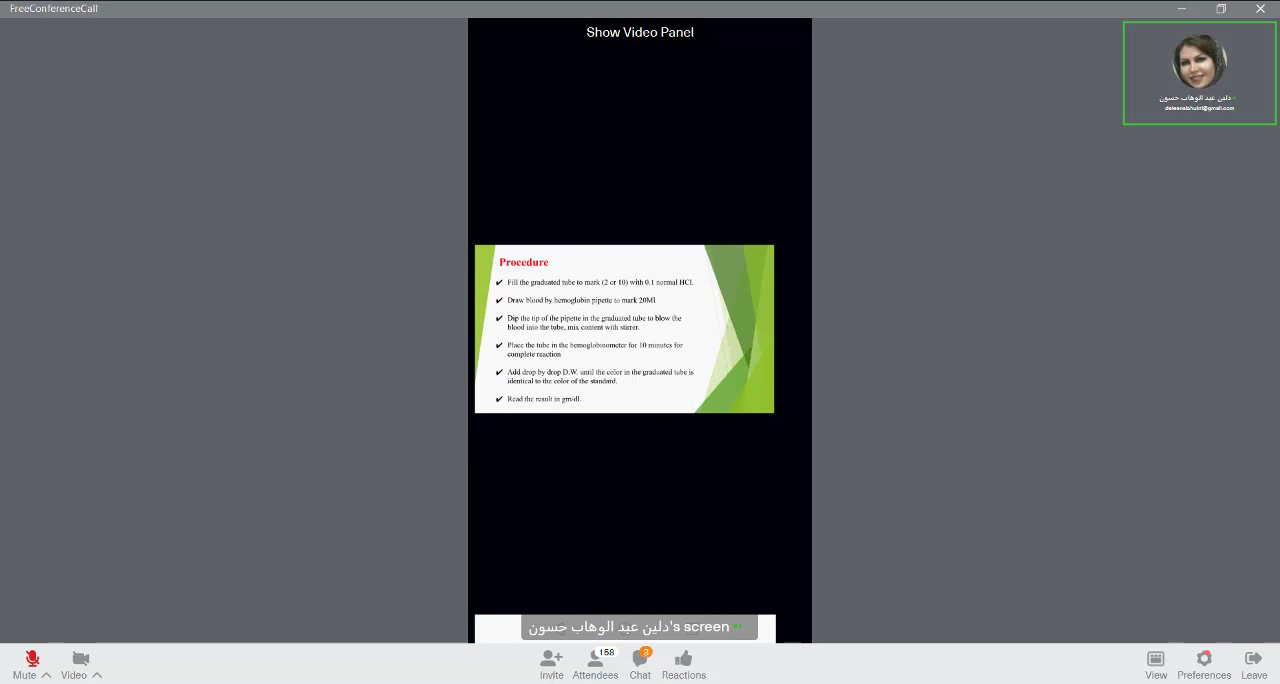 FreeConferenceCall
Show Video Panel
دلين عبد الوهاب حسون
deleenalshukri@gmail.com
Procedure
✔ Fill the graduated tube to mark (2 or 10) with 0.1 normal HCl.
✔ Draw blood by hemoglobin pipette to mark 20Ml
✔ Dip the tip of the pipette in the graduated tube to blow the
blood into the tube, mix content with stirrer.
✔ Place the tube in the hemoglobinometer for 10 minutes for
complete reaction
✔ Add drop by drop D.W. until the color in the graduated tube is
identical to the color of the standard.
✔ Read the result in gm/dl.
دلين عبد الوهاب حسون's screen
158
3
Mute
Video
Invite
Attendees
Chat
Reactions
View
Preferences
Leave